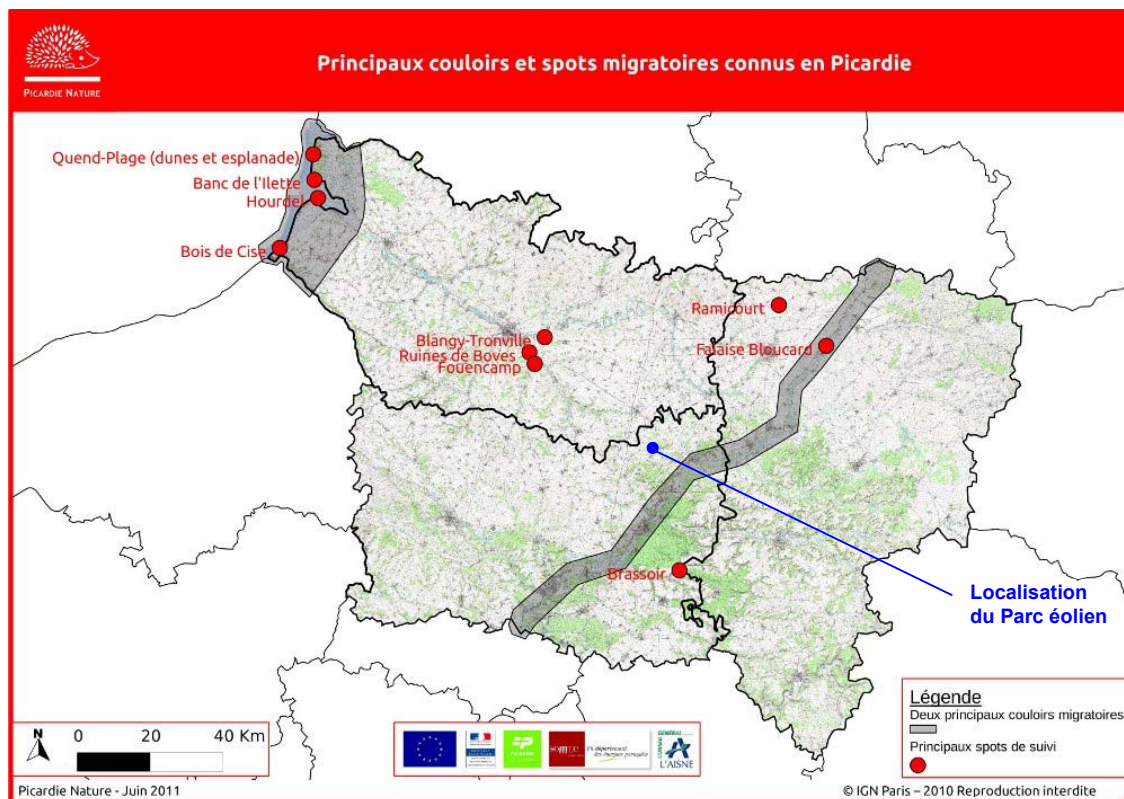 Principaux couloirs et spots migratoires connus en Picardie
PICARDIE NATURE
Quend-Plage (dunes et esplanade)
Banc de l'Ilette
Hourdel
Bois de Cise
Ramicourt
Blangy-Tronville
Falaise Bloucard
Ruines de Boves
Fouencamp
Brassoir
Localisation
du Parc éolien
Légende
Deux principaux couloirs migratoires
Principaux spots de suivi
N
0 20 40 Km
PICARDIE
somme
L'AISNE
Picardie Nature - Juin 2011
© IGN Paris – 2010 Reproduction interdite